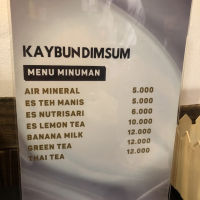 KAYBUNDIMSUM
MENU MINUMAN
AIR MINERAL 5.000
ES TEH MANIS 5.000
ES NUTRISARI 6.000
ES LEMON TEA 10.000
BANANA MILK 12.000
GREEN TEA 12.000
THAI TEA 12.000